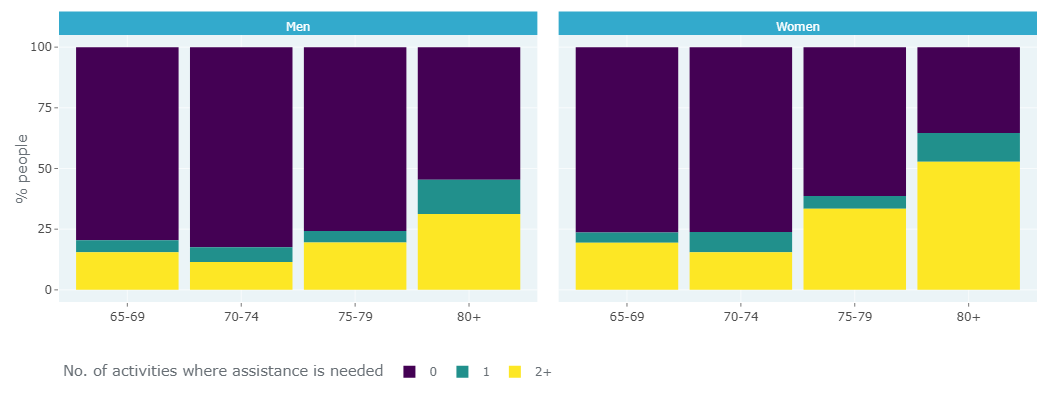 Men Women
100
75
50
25
0
% people
65-69 70-74 75-79 80+ 65-69 70-74 75-79 80+
No. of activities where assistance is needed 0 1 2+